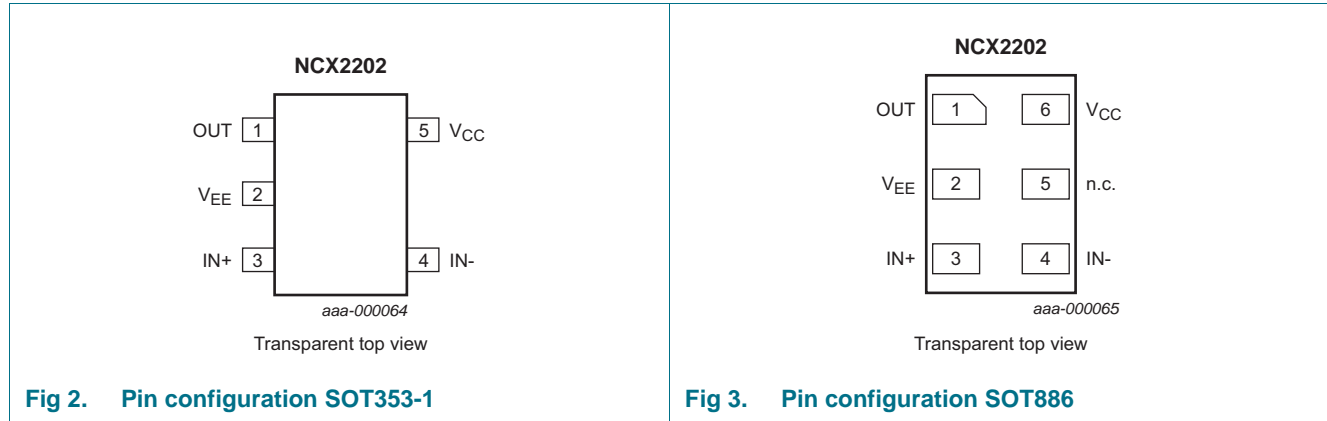 NCX2202
OUT 1 5 VCC
VEE 2
IN+ 3 4 IN-
aaa-000064
Transparent top view
Fig 2. Pin configuration SOT353-1
NCX2202
OUT 1 6 VCC
VEE 2 5 n.c.
IN+ 3 4 IN-
aaa-000065
Transparent top view
Fig 3. Pin configuration SOT886